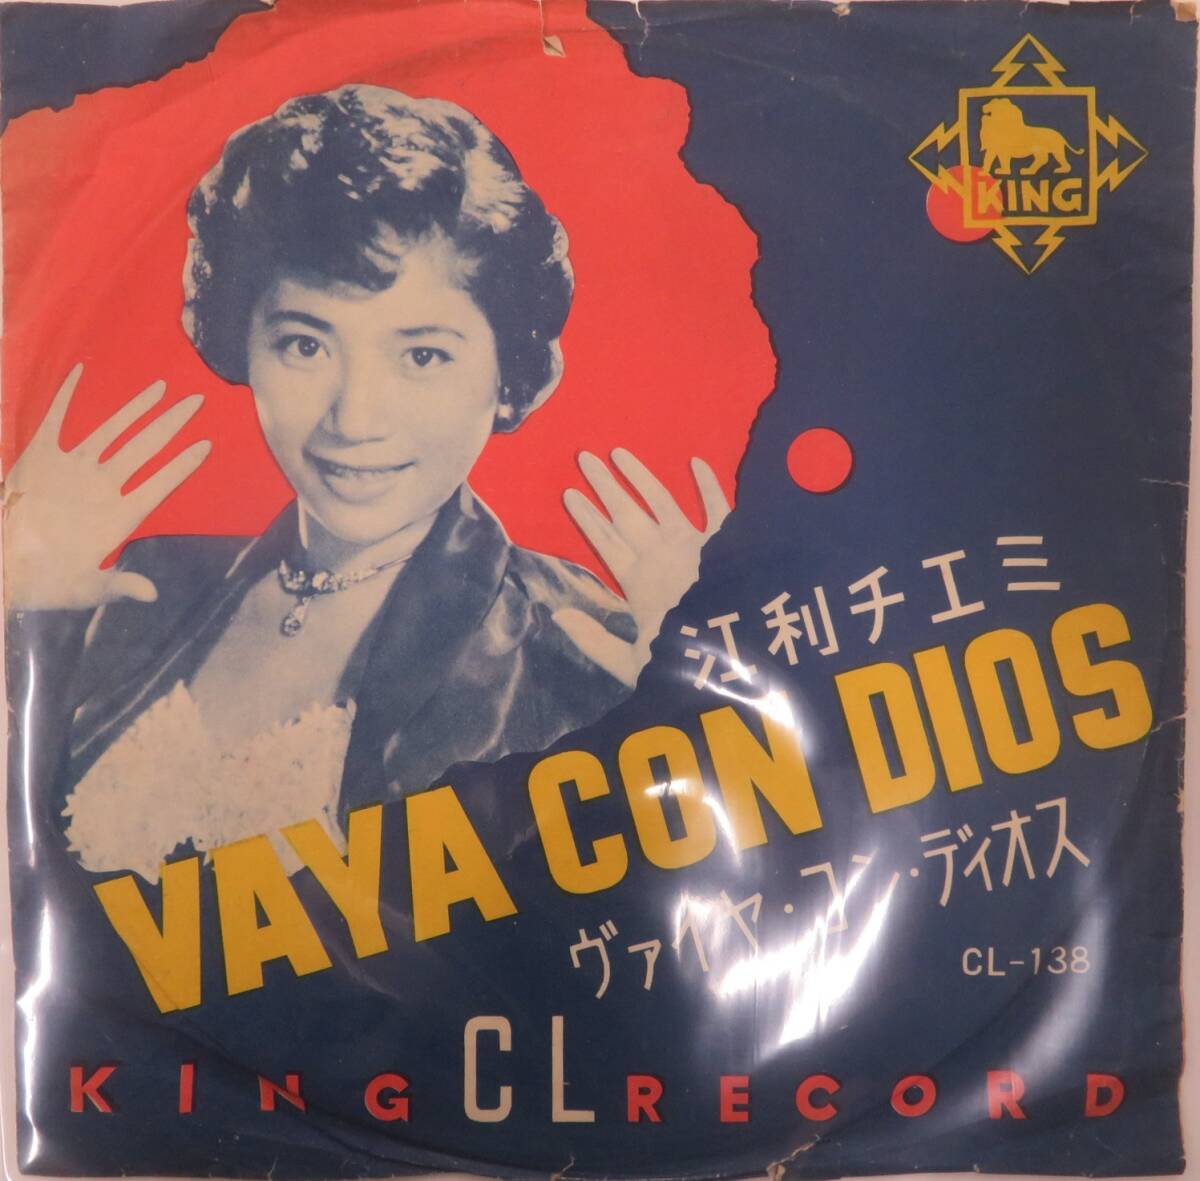 KING
江利チエミ
VAYA CON DIOS
ヴァイヤ・コン・ディオス
CL-138
KING CL RECORD